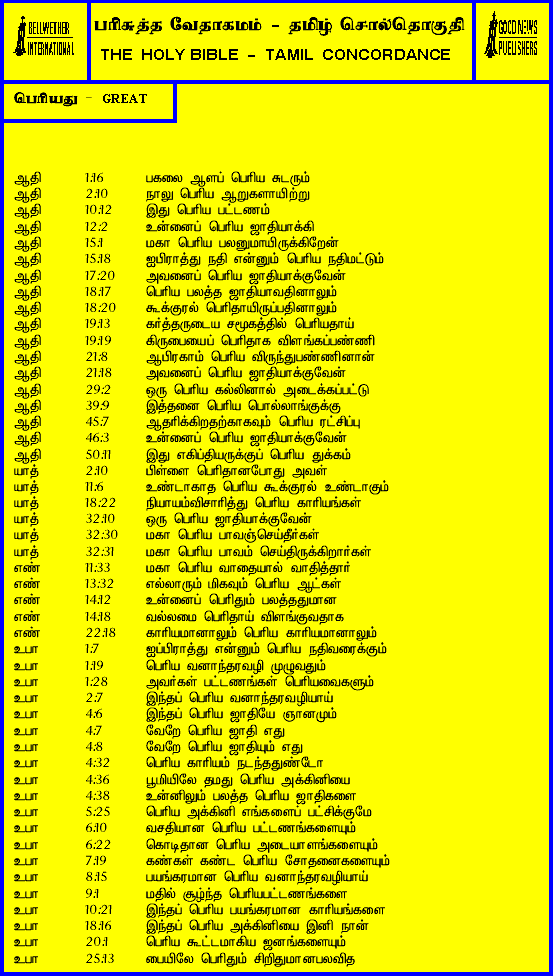 BELLWETHER
INTERNATIONAL
பரிசுத்த வேதாகமம் - தமிழ் சொல்தொகுதி
THE HOLY BIBLE - TAMIL CONCORDANCE
GOOD NEWS
PUBLISHERS
பெரியது - GREAT
ஆதி 1:16 பகலை ஆளப் பெரிய சுடரும்
ஆதி 2:10 நாலு பெரிய ஆறுகளாயிற்று
ஆதி 10:12 இது பெரிய பட்டணம்
ஆதி 12:2 உன்னைப் பெரிய ஜாதியாக்கி
ஆதி 15:1 மகா பெரிய பலனுமாயிருக்கிறேன்
ஆதி 15:18 ஐபிராத்து நதி என்னும் பெரிய நதிமட்டும்
ஆதி 17:20 அவனைப் பெரிய ஜாதியாக்குவேன்
ஆதி 18:17 பெரிய பலத்த ஜாதியாவதினாலும்
ஆதி 18:20 கூக்குரல் பெரிதாயிருப்பதினாலும்
ஆதி 19:13 கர்த்தருடைய சமூகத்தில் பெரியதாய்
ஆதி 19:19 கிருபையைப் பெரிதாக விளங்கப்பண்ணி
ஆதி 21:8 ஆபிரகாம் பெரிய விருந்துபண்ணினான்
ஆதி 21:18 அவனைப் பெரிய ஜாதியாக்குவேன்
ஆதி 29:2 ஒரு பெரிய கல்லினால் அடைக்கப்பட்டு
ஆதி 39:9 இத்தனை பெரிய பொல்லாங்குக்கு
ஆதி 45:7 ஆதரிக்கிறதற்காகவும் பெரிய ரட்சிப்பு
ஆதி 46:3 உன்னைப் பெரிய ஜாதியாக்குவேன்
ஆதி 50:11 இது எகிப்தியருக்குப் பெரிய துக்கம்
யாத் 2:10 பிள்ளை பெரிதானபோது அவள்
யாத் 11:6 உண்டாகாத பெரிய கூக்குரல் உண்டாகும்
யாத் 18:22 நியாயம்விசாரித்து பெரிய காரியங்கள்
யாத் 32:10 ஒரு பெரிய ஜாதியாக்குவேன்
யாத் 32:30 மகா பெரிய பாவஞ்செய்தீர்கள்
யாத் 32:31 மகா பெரிய பாவம் செய்திருக்கிறார்கள்
எண் 11:33 மகா பெரிய வாதையால் வாதித்தார்
எண் 13:32 எல்லாரும் மிகவும் பெரிய ஆட்கள்
எண் 14:12 உன்னைப் பெரிதும் பலத்ததுமான
எண் 14:18 வல்லமை பெரிதாய் விளங்குவதாக
எண் 22:18 காரியமானாலும் பெரிய காரியமானாலும்
உபா 1:7 ஐப்பிராத்து என்னும் பெரிய நதிவரைக்கும்
உபா 1:19 பெரிய வனாந்தரவழி முழுவதும்
உபா 1:28 அவர்கள் பட்டணங்கள் பெரியவைகளும்
உபா 2:7 இந்தப் பெரிய வனாந்தரவழியாய்
உபா 4:6 இந்தப் பெரிய ஜாதியே ஞானமும்
உபா 4:7 வேறே பெரிய ஜாதி எது
உபா 4:8 வேறே பெரிய ஜாதியும் எது
உபா 4:32 பெரிய காரியம் நடந்ததுண்டோ
உபா 4:36 பூமியிலே தமது பெரிய அக்கினியை
உபா 4:38 உன்னிலும் பலத்த பெரிய ஜாதிகளை
உபா 5:25 பெரிய அக்கினி எங்களைப் பட்சிக்குமே
உபா 6:10 வசதியான பெரிய பட்டணங்களையும்
உபா 6:22 கொடிதான பெரிய அடையாளங்களையும்
உபா 7:19 கண்கள் கண்ட பெரிய சோதனைகளையும்
உபா 8:15 பயங்கரமான பெரிய வனாந்தரவழியாய்
உபா 9:1 மதில் சூழ்ந்த பெரியபட்டணங்களை
உபா 10:21 இந்தப் பெரிய பயங்கரமான காரியங்களை
உபா 18:16 இந்தப் பெரிய அக்கினியை இனி நான்
உபா 20:1 பெரிய கூட்டமாகிய ஜனங்களையும்
உபா 25:13 பையிலே பெரிதும் சிறிதுமானபலவித